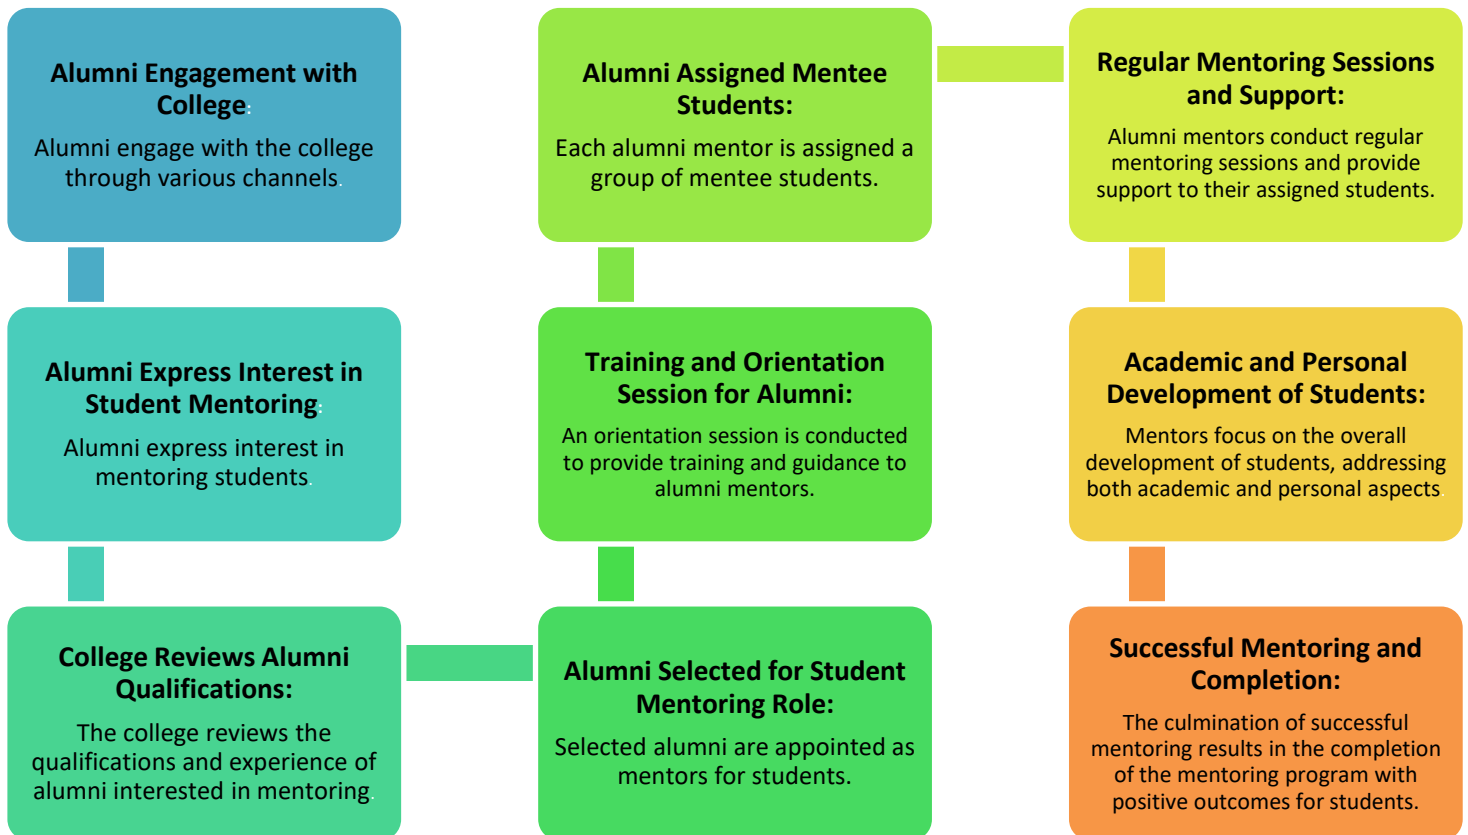 Alumni Engagement with
College:
Alumni engage with the college
through various channels.
Alumni Express Interest in
Student Mentoring:
Alumni express interest in
mentoring students.
College Reviews Alumni
Qualifications:
The college reviews the
qualifications and experience of
alumni interested in mentoring.
Alumni Selected for Student
Mentoring Role:
Selected alumni are appointed as
mentors for students.
Training and Orientation
Session for Alumni:
An orientation session is conducted
to provide training and guidance to
alumni mentors.
Alumni Assigned Mentee
Students:
Each alumni mentor is assigned a
group of mentee students.
Regular Mentoring Sessions
and Support:
Alumni mentors conduct regular
mentoring sessions and provide
support to their assigned students.
Academic and Personal
Development of Students:
Mentors focus on the overall
development of students, addressing
both academic and personal aspects.
Successful Mentoring and
Completion:
The culmination of successful
mentoring results in the completion
of the mentoring program with
positive outcomes for students.